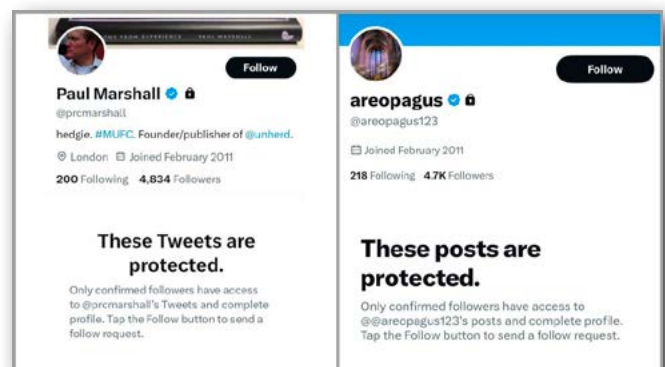 FROM EXPERIENCE PAUL MARSHALL
Follow
Paul Marshall
@prcmarshall
hedgie. #MUFC. Founder/publisher of @unherd.
London Joined February 2011
200 Following 4,834 Followers
These Tweets are
protected.
Only confirmed followers have access
to @prcmarshall's Tweets and complete
profile. Tap the Follow button to send a
follow request.
Follow
areopagus
@areopagus123
Joined February 2011
218 Following 4.7K Followers
These posts are
protected.
Only confirmed followers have access to
@@areopagus123's posts and complete profile.
Tap the Follow button to send a follow request.